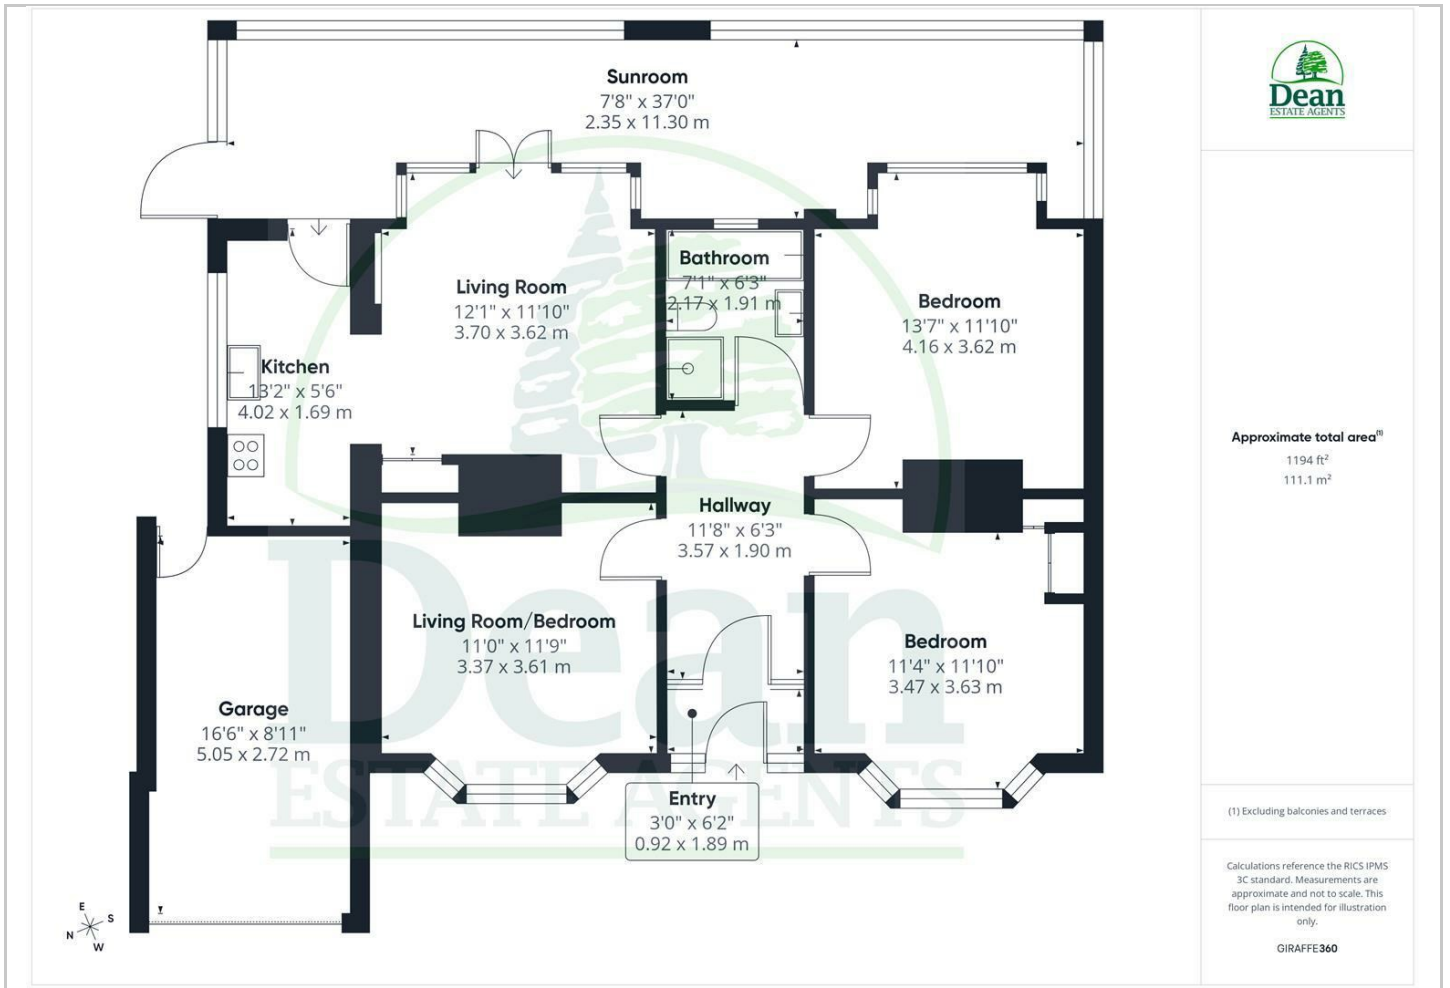 Sunroom
7'8" x 37'0"
2.35 x 11.30 m
Living Room
12'1" x 11'10"
3.70 x 3.62 m
Bathroom
7'1" x 6'3"
2.17 x 1.91 m
Bedroom
13'7" x 11'10"
4.16 x 3.62 m
Kitchen
13'2" x 5'6"
4.02 x 1.69 m
Hallway
11'8" x 6'3"
3.57 x 1.90 m
Living Room/Bedroom
11'0" x 11'9"
3.37 x 3.61 m
Bedroom
11'4" x 11'10"
3.47 x 3.63 m
Garage
16'6" x 8'11"
5.05 x 2.72 m
Entry
3'0" x 6'2"
0.92 x 1.89 m
Dean
ESTATE AGENTS
E
S
N
W
Dean
ESTATE AGENTS
Approximate total area(1)
1194 ft²
111.1 m²
(1) Excluding balconies and terraces
Calculations reference the RICS IPMS
3C standard. Measurements are
approximate and not to scale. This
floor plan is intended for illustration
only.
GIRAFFE360